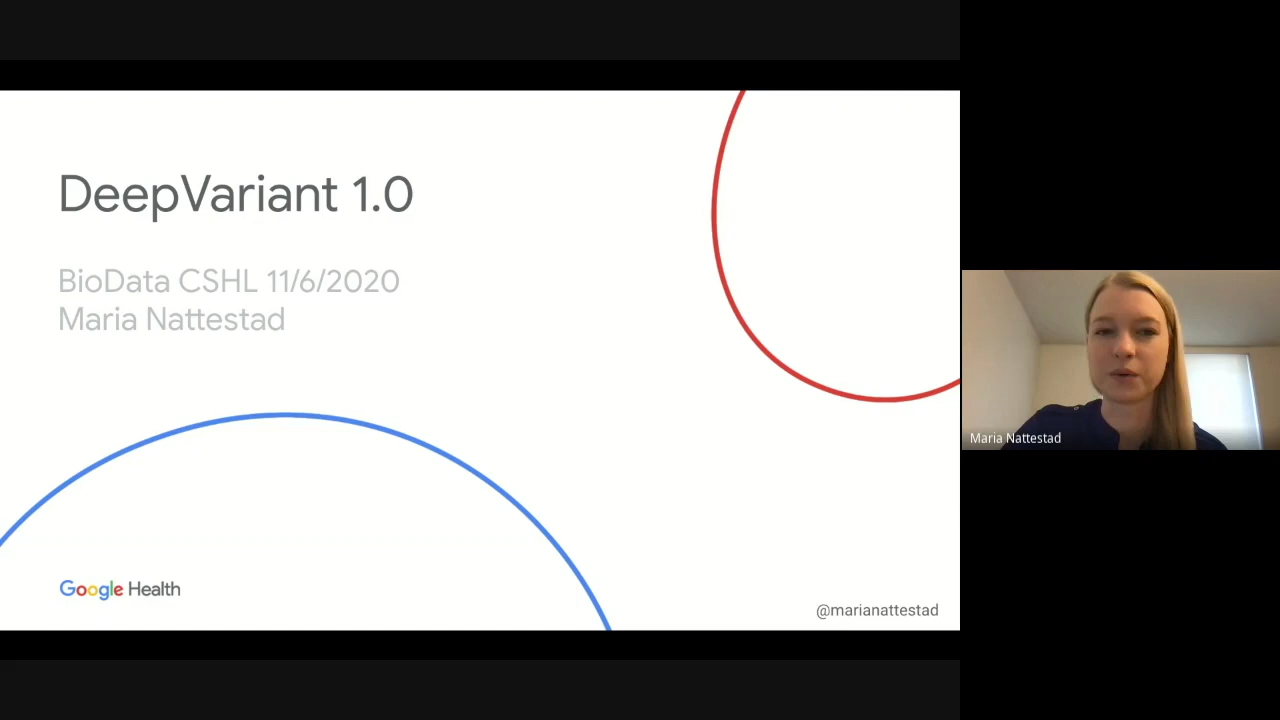 DeepVariant 1.0
BioData CSHL 11/6/2020
Maria Nattestad
Google Health
@marianattestad
Maria Nattestad